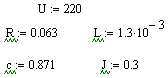 U := 220
R := 0.063 L := 1.3·10⁻³
c := 0.871 J := 0.3